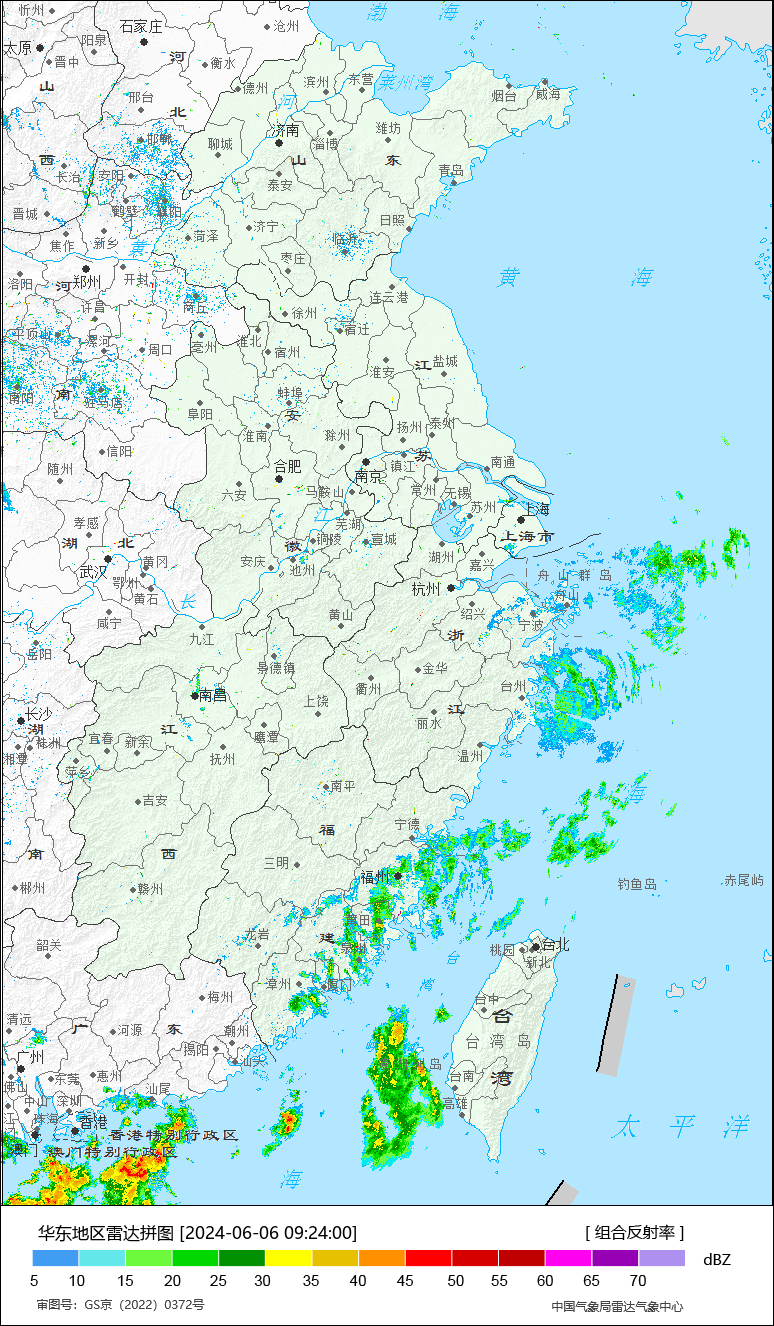 忻州
石家庄
沧州
渤 海
太原
阳泉
河
晋中
衡水
滨州
东营
莱州湾
山
德州
烟台
威海
邢台
北
河
济南
潍坊
邯郸
聊城
淄博
西
山
东
长治
安阳
泰安
青岛
鹤壁
濮阳
晋城
日照
焦作
新乡
黄
菏泽
济宁
临沂
枣庄
黄 海
洛阳
河
郑州
开封
连云港
许昌
商丘
徐州
宿迁
平顶山
漯河
周口
亳州
淮北
宿州
淮安
江
盐城
南阳
南
驻马店
阜阳
蚌埠
安
扬州
泰州
淮南
滁州
苏
信阳
随州
合肥
南京
镇江
南通
六安
马鞍山
常州
无锡
苏州
上海
孝感
芜湖
江
湖 北
徽
铜陵
宣城
湖州
上海市
嘉兴
武汉
黄冈
安庆
池州
舟 山 群 岛
鄂州
黄石
长
杭州
舟山
咸宁
黄山
绍兴
宁波
九江
浙
岳阳
景德镇
金华
衢州
台州
南昌
上饶
长沙
湖
江
丽水
江
宜春
新余
鹰潭
株洲
湘潭
抚州
温州
萍乡
南平
吉安
海
福
宁德
南
西
三明
郴州
赣州
福州
钓鱼岛
赤尾屿
莆田
龙岩
建
泉州
韶关
桃园
台北
新北
台
漳州
厦门
湾
梅州
台中
清远
台
广
河源
东
潮州
台 湾 岛
揭阳
广州
汕头
佛山
东莞
惠州
台南
湾
汕尾
中山
深圳
高雄
江
珠海
香港
香港特别行政区
太 平 洋
澳门
澳门特别行政区
海
华东地区雷达拼图 [2024-06-06 09:24:00]
[ 组合反射率 ]
dBZ
5 10 15 20 25 30 35 40 45 50 55 60 65 70
审图号：GS京（2022）0372号
中国气象局雷达气象中心